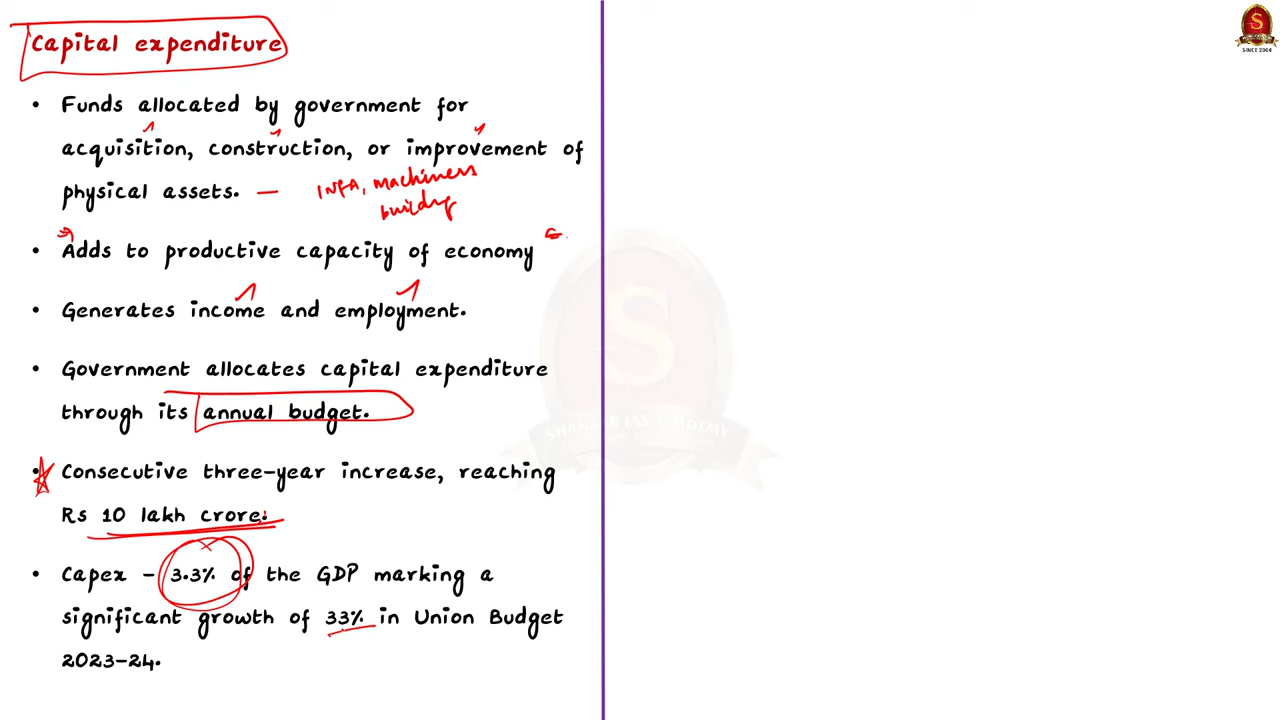 Capital expenditure
• Funds allocated by government for
acquisition, construction, or improvement of
physical assets. —
• Adds to productive capacity of economy
• Generates income and employment.
• Government allocates capital expenditure
through its annual budget.
• Consecutive three-year increase, reaching
Rs 10 lakh crore.
• Capex - 3.3% of the GDP marking a
significant growth of 33% in Union Budget
2023-24.
S
SINCE 2004
S
SHANKAR IAS ACADEMY